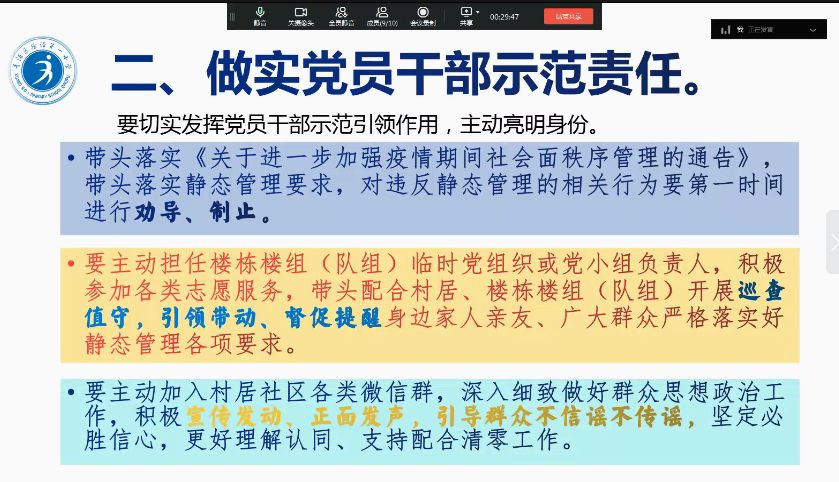 静音
关摄像头
全员静音
成员(9/10)
会议录制
共享
00:29:47
结束共享
正在发言
二、做实党员干部示范责任。
要切实发挥党员干部示范引领作用，主动亮明身份。
• 带头落实《关于进一步加强疫情期间社会面秩序管理的通告》，
带头落实静态管理要求，对违反静态管理的相关行为要第一时间
进行劝导、制止。
• 要主动担任楼栋楼组（队组）临时党组织或党小组负责人，积极
参加各类志愿服务，带头配合村居、楼栋楼组（队组）开展巡查
值守，引领带动、督促提醒身边家人亲友、广大群众严格落实好
静态管理各项要求。
• 要主动加入村居社区各类微信群，深入细致做好群众思想政治工
作，积极宣传发动、正面发声，引导群众不信谣不传谣，坚定必
胜信心，更好理解认同、支持配合清零工作。